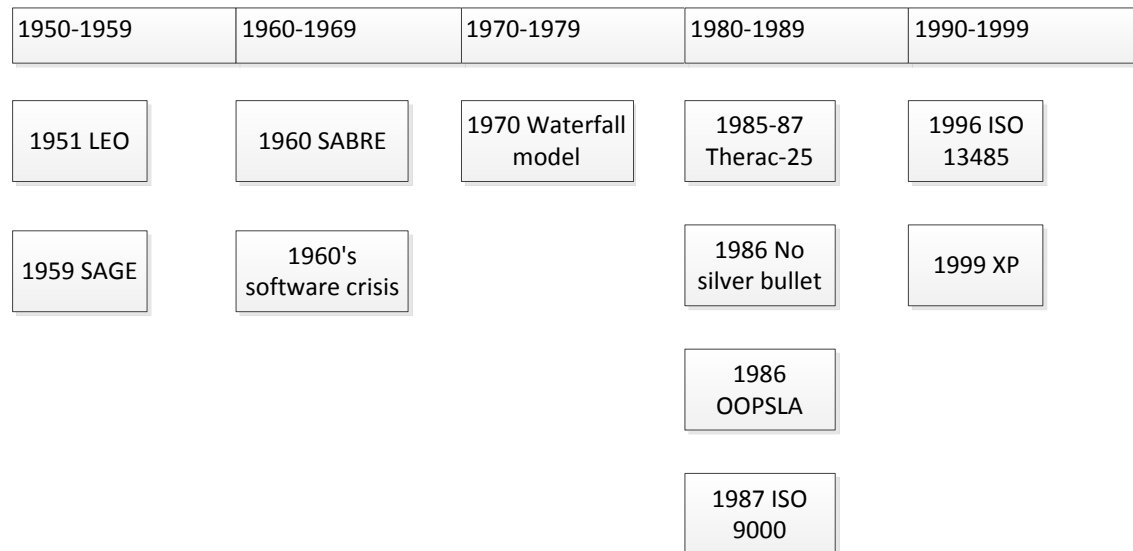 1950-1959
1960-1969
1970-1979
1980-1989
1990-1999
1951 LEO
1960 SABRE
1970 Waterfall
model
1985-87
Therac-25
1996 ISO
13485
1959 SAGE
1960's
software crisis
1986 No
silver bullet
1999 XP
1986
OOPSLA
1987 ISO
9000